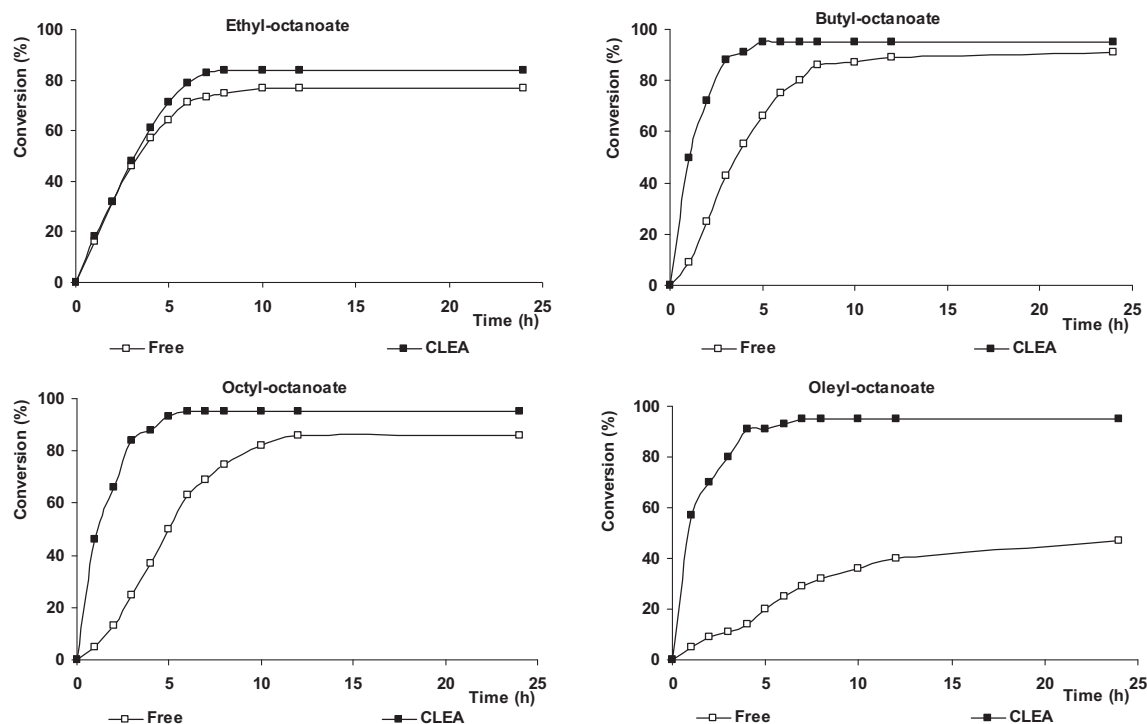 Ethyl-octanoate
Conversion (%)
100
80
60
40
20
0
0 5 10 15 20 25
Time (h)
Free CLEA
Butyl-octanoate
Conversion (%)
100
80
60
40
20
0
0 5 10 15 20 25
Time (h)
Free CLEA
Octyl-octanoate
Conversion (%)
100
80
60
40
20
0
0 5 10 15 20 25
Time (h)
Free CLEA
Oleyl-octanoate
Conversion (%)
100
80
60
40
20
0
0 5 10 15 20 25
Time (h)
Free CLEA